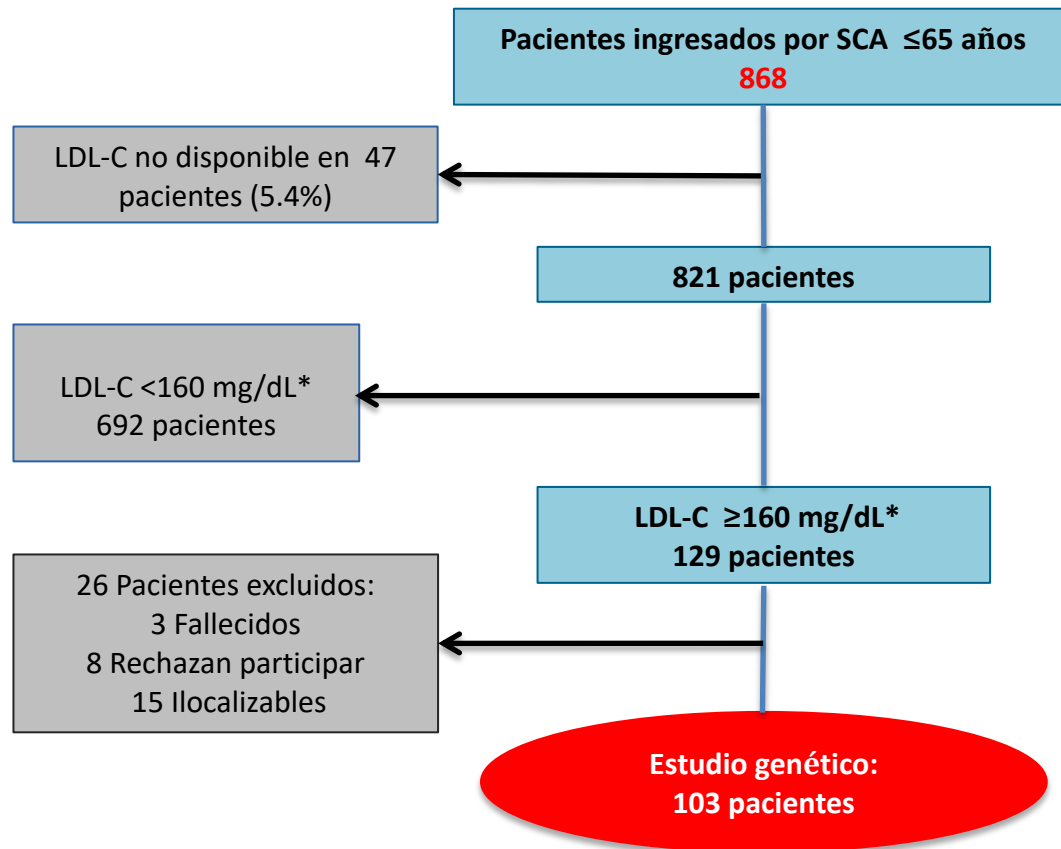 Pacientes ingresados por SCA ≤65 años
868
LDL-C no disponible en 47
pacientes (5.4%)
821 pacientes
LDL-C <160 mg/dL*
692 pacientes
LDL-C ≥160 mg/dL*
129 pacientes
26 Pacientes excluidos:
3 Fallecidos
8 Rechazan participar
15 Ilocalizables
Estudio genético:
103 pacientes